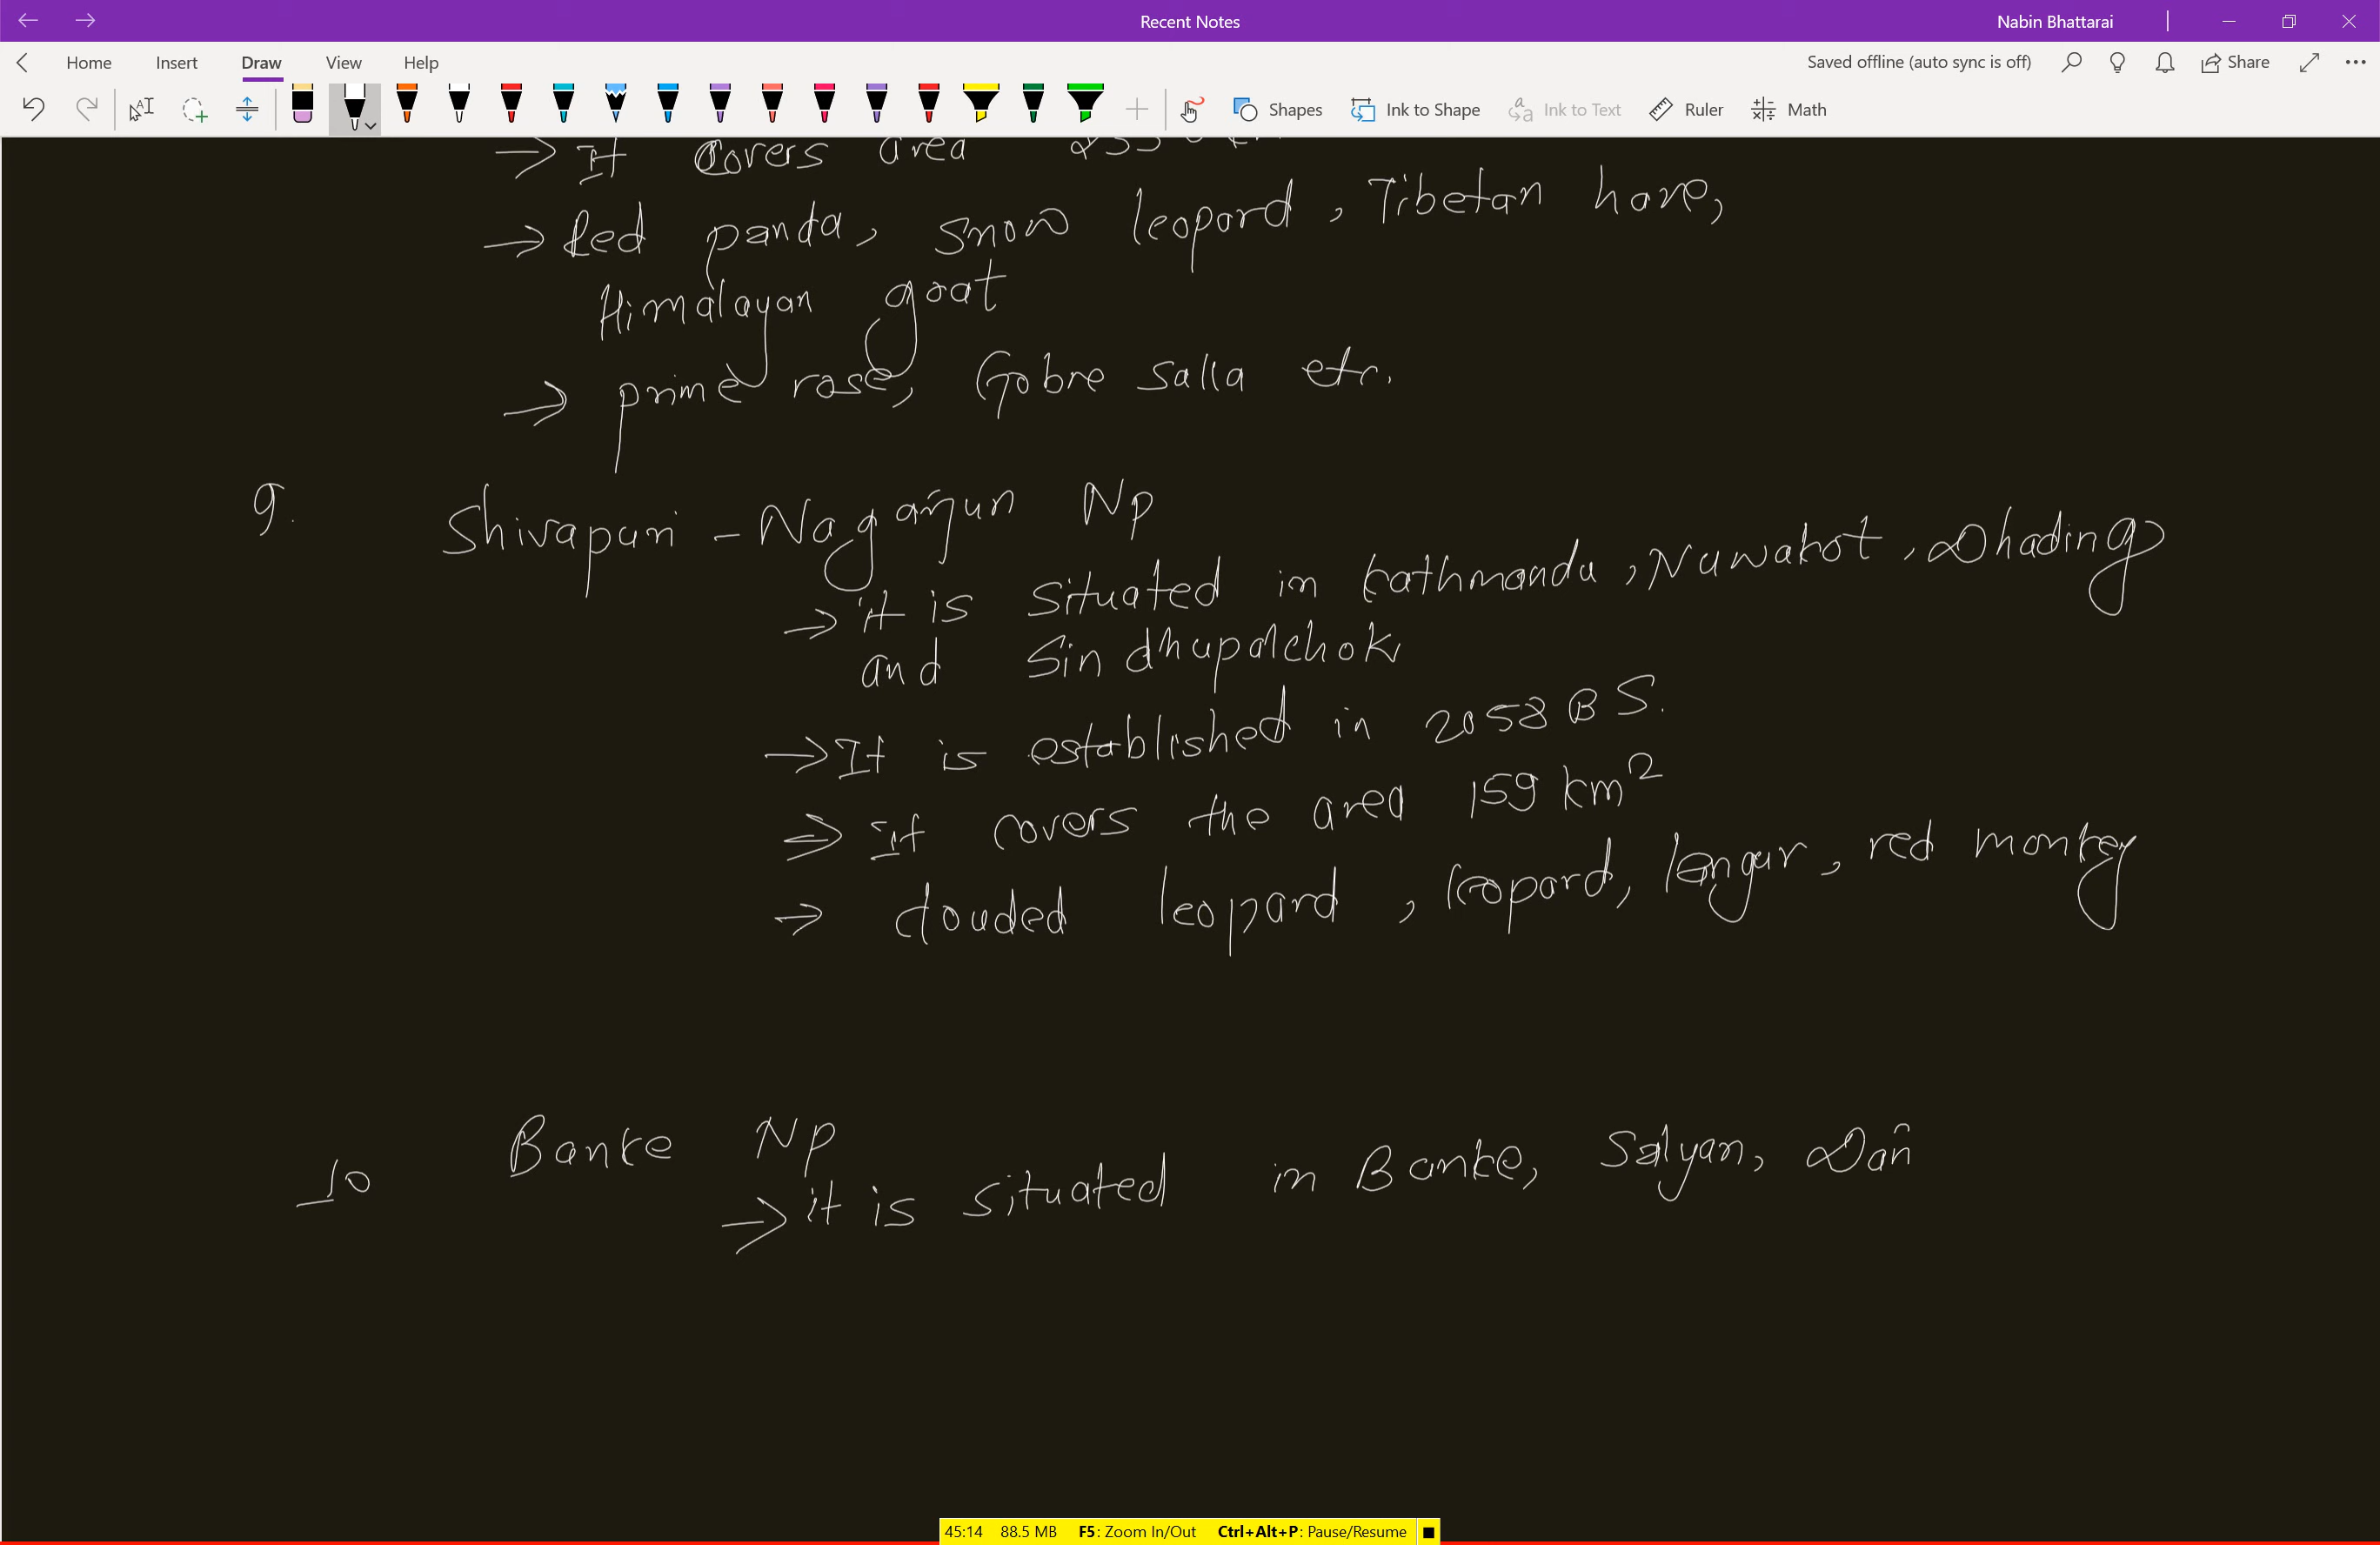 Recent Notes
Nabin Bhattarai
Home Insert Draw View Help
Saved offline (auto sync is off)
Share
Shapes
Ink to Shape
Ink to Text
Ruler
Math
→ It Covers area
→ Red panda, snow leopard, Tibetan hare,
Himalayan goat
→ prime rose, Gobre salla etc.
9. Shivapuri - Nagarjun Np
→ it is situated in kathmandu, Nuwakot, Dhading
and Sindhupalchok
→ It is established in 2058 BS.
→ It covers the area 159 km²
→ clouded leopard, leopard, langur, red monkey
10 Banke Np
→ it is situated in Banke, Salyan, Dan
45:14 88.5 MB F5: Zoom In/Out Ctrl+Alt+P: Pause/Resume